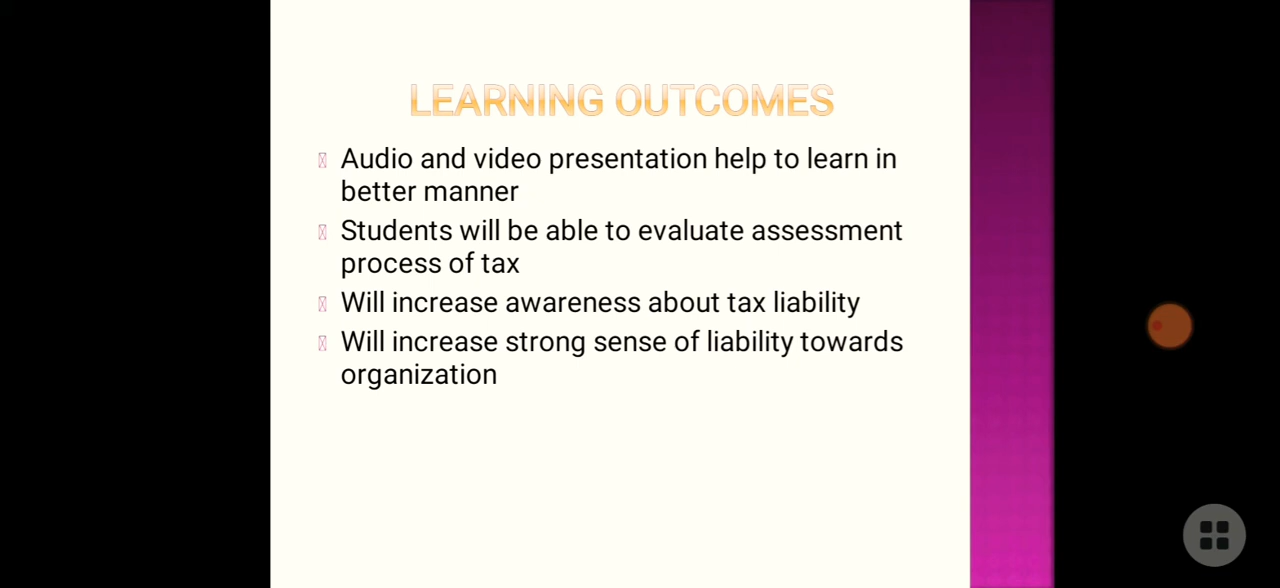 LEARNING OUTCOMES
Audio and video presentation help to learn in
better manner
Students will be able to evaluate assessment
process of tax
Will increase awareness about tax liability
Will increase strong sense of liability towards
organization